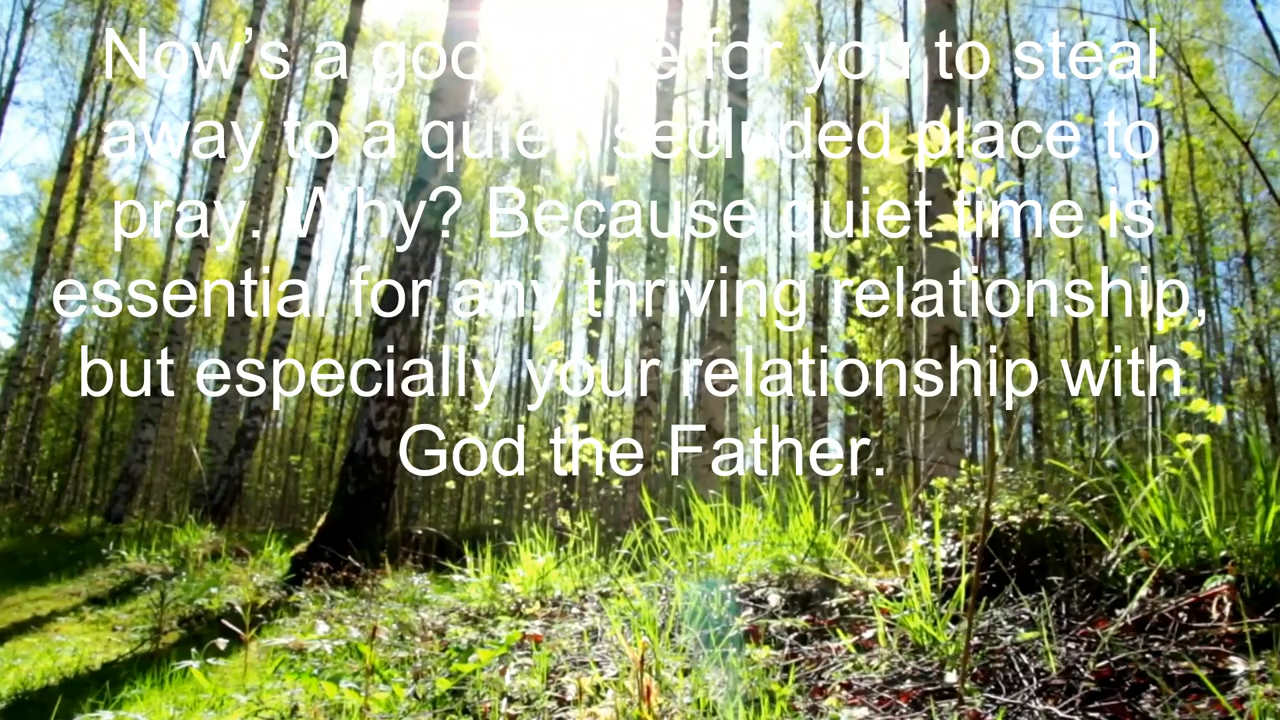 Now's a good time for you to steal
away to a quiet, secluded place to
pray. Why? Because quiet time is
essential for any thriving relationship,
but especially your relationship with
God the Father.